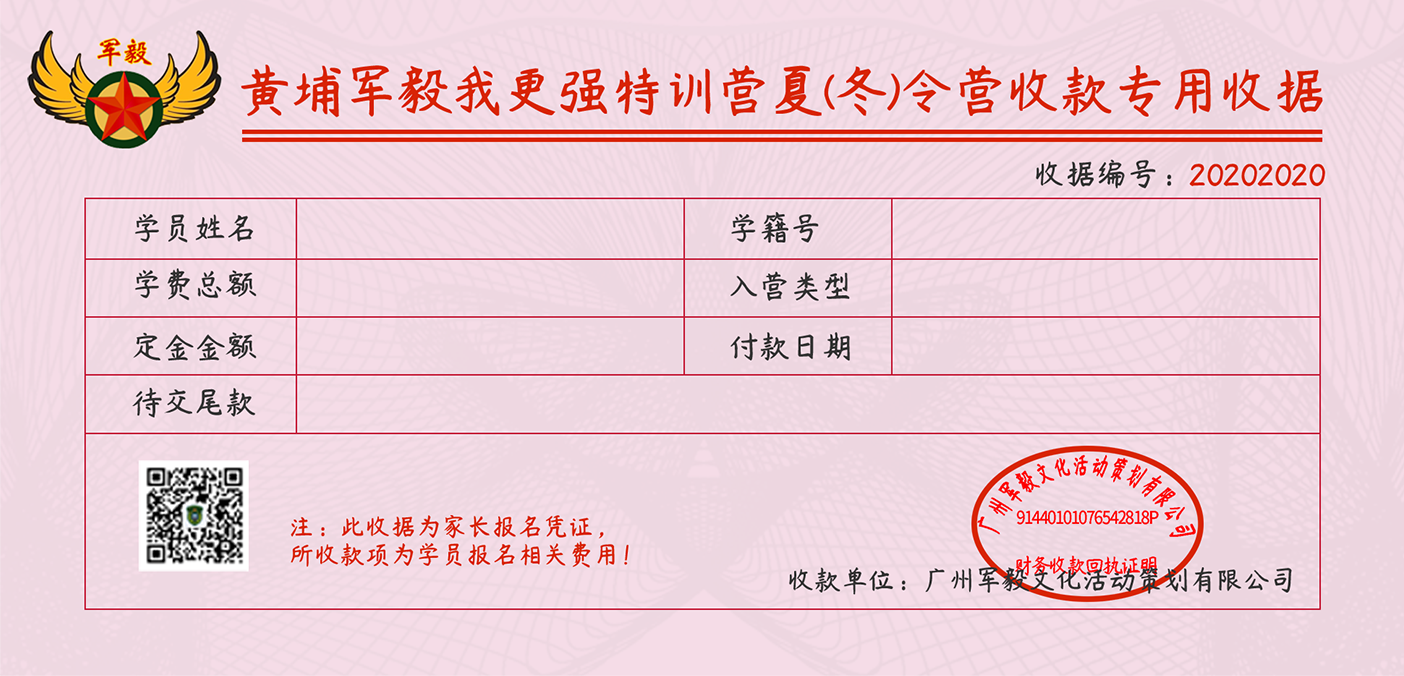 军毅
黄埔军毅我更强特训营夏(冬)令营收款专用收据
收据编号：20202020
学员姓名
学籍号
学费总额
入营类型
定金金额
付款日期
待交尾款
注：此收据为家长报名凭证，
所收款项为学员报名相关费用！
广州军毅文化活动策划有限公司
91440101076542818P
财务收款回执证明
收款单位：广州军毅文化活动策划有限公司